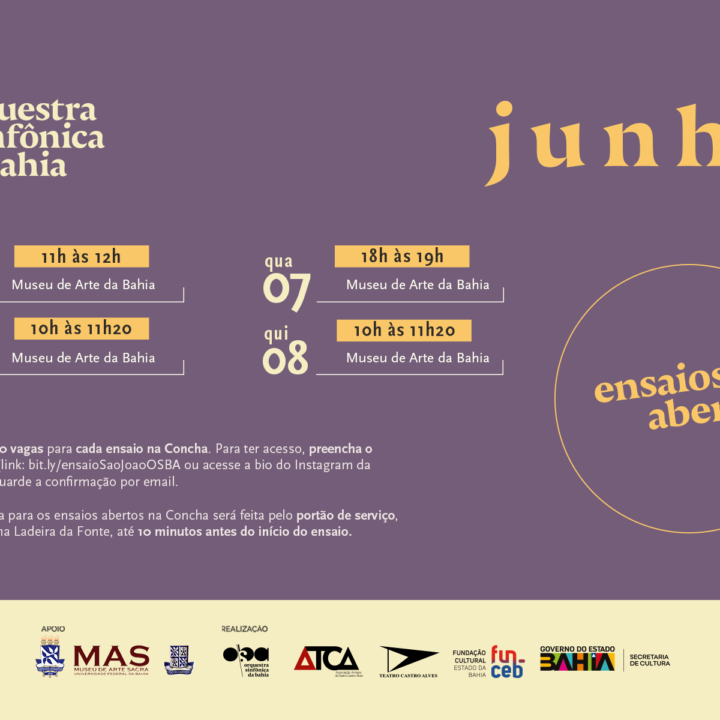 uestra
nfônica
ahia
junh
11h às 12h
Museu de Arte da Bahia
10h às 11h20
Museu de Arte da Bahia
qua
07
18h às 19h
Museu de Arte da Bahia
qui
08
10h às 11h20
Museu de Arte da Bahia
ensaios
aber
0 vagas para cada ensaio na Concha. Para ter acesso, preencha o
link: bit.ly/ensaioSaoJoaoOSBA ou acesse a bio do Instagram da
uarde a confirmação por email.
a para os ensaios abertos na Concha será feita pelo portão de serviço,
na Ladeira da Fonte, até 10 minutos antes do início do ensaio.
APOIO
MAS
MUSEU DE ARTE SACRA
UNIVERSIDADE FEDERAL DA BAHIA
REALIZAÇÃO
orquestra
sinfônica
da bahia
ATCA
TEATRO CASTRO ALVES
FUNDAÇÃO
CULTURAL
ESTADO DA
BAHIA
fun
ceb
GOVERNO DO ESTADO
BAHIA
SECRETARIA
DE CULTURA